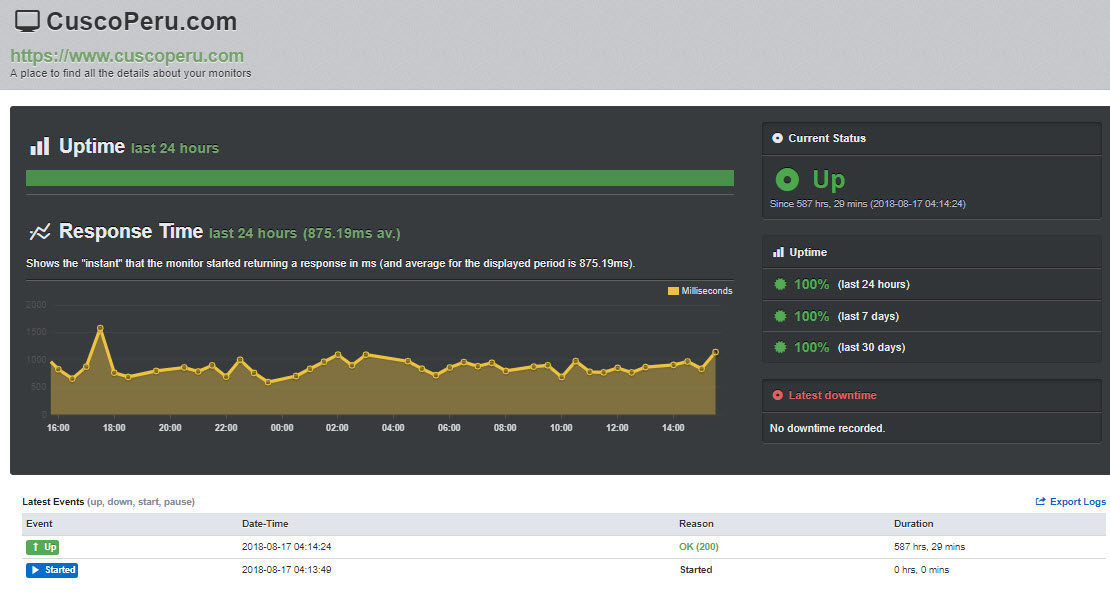 CuscoPeru.com
https://www.cuscoperu.com
A place to find all the details about your monitors
Uptime last 24 hours
Response Time last 24 hours (875.19ms av.)
Shows the "instant" that the monitor started returning a response in ms (and average for the displayed period is 875.19ms).
Milliseconds
2000
1500
1000
500
0
16:00 18:00 20:00 22:00 00:00 02:00 04:00 06:00 08:00 10:00 12:00 14:00
Current Status
Up
Since 587 hrs, 29 mins (2018-08-17 04:14:24)
Uptime
100% (last 24 hours)
100% (last 7 days)
100% (last 30 days)
Latest downtime
No downtime recorded.
Latest Events (up, down, start, pause)
Export Logs
Event Date-Time Reason Duration
Up 2018-08-17 04:14:24 OK (200) 587 hrs, 29 mins
Started 2018-08-17 04:13:49 Started 0 hrs, 0 mins